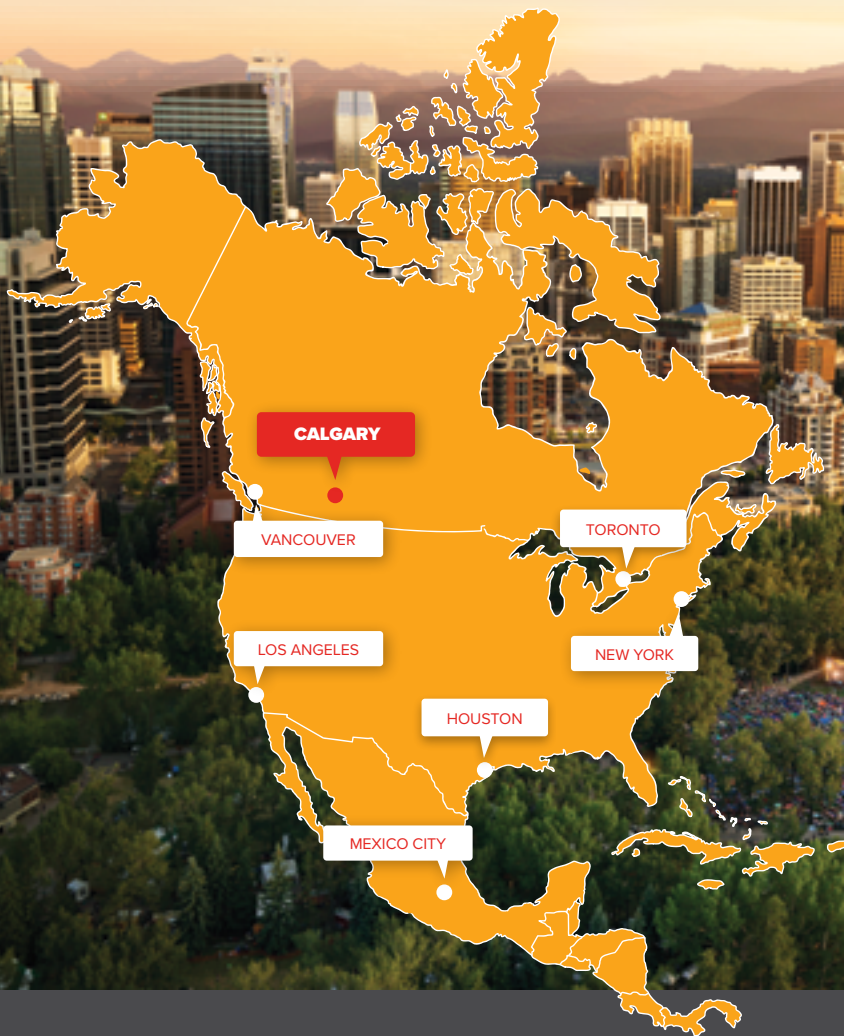 CALGARY
VANCOUVER
TORONTO
LOS ANGELES
NEW YORK
HOUSTON
MEXICO CITY